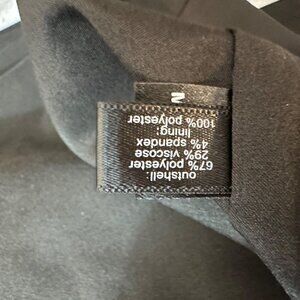 outshell:
67% polyester
29% viscose
4% spandex
lining:
100% polyester